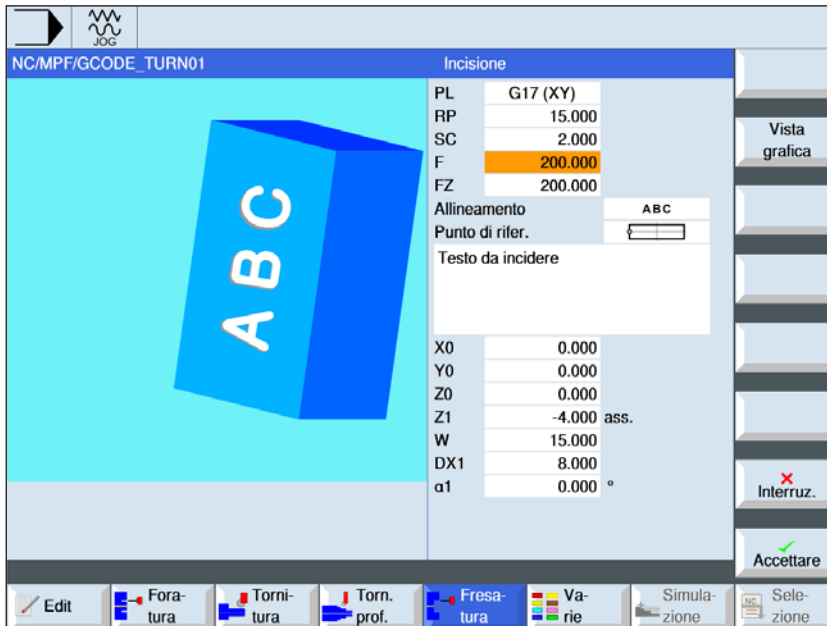 JOG
NC/MPF/GCODE_TURN01
Incisione
PL G17 (XY)
RP 15.000
SC 2.000
F 200.000
FZ 200.000
Allineamento ABC
Punto di rifer.
Testo da incidere
X0 0.000
Y0 0.000
Z0 0.000
Z1 -4.000 ass.
W 15.000
DX1 8.000
α1 0.000 °
ABC
Vista
grafica
Interruz.
Accettare
Edit
Fora-
tura
Torni-
tura
Torn.
prof.
Fresa-
tura
Va-
rie
Simula-
zione
NC
Sele-
zione